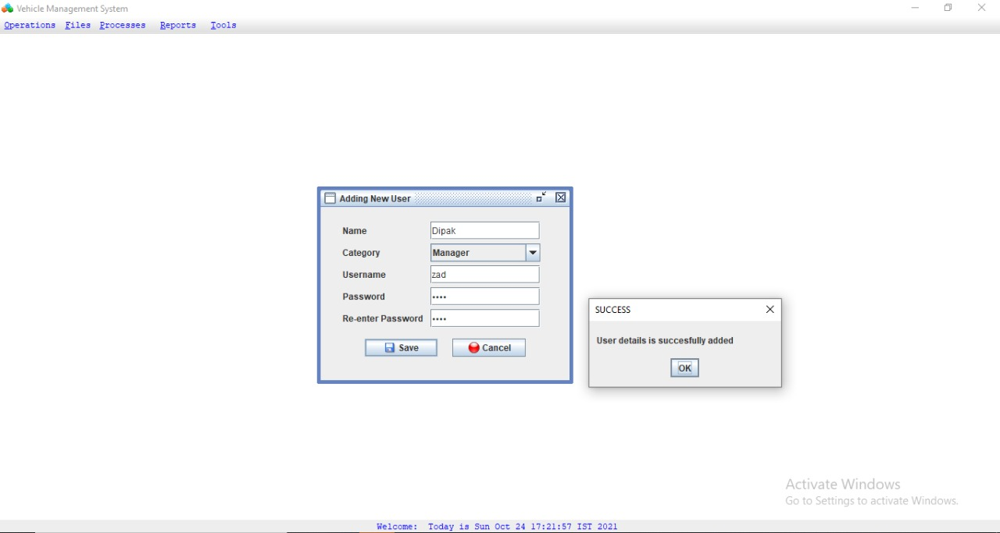 Vehicle Management System
Operations Files Processes Reports Tools
Adding New User
Name Dipak
Category Manager
Username zad
Password ••••
Re-enter Password ••••
Save Cancel
SUCCESS
User details is succesfully added
OK
Activate Windows
Go to Settings to activate Windows.
Welcome: Today is Sun Oct 24 17:21:57 IST 2021